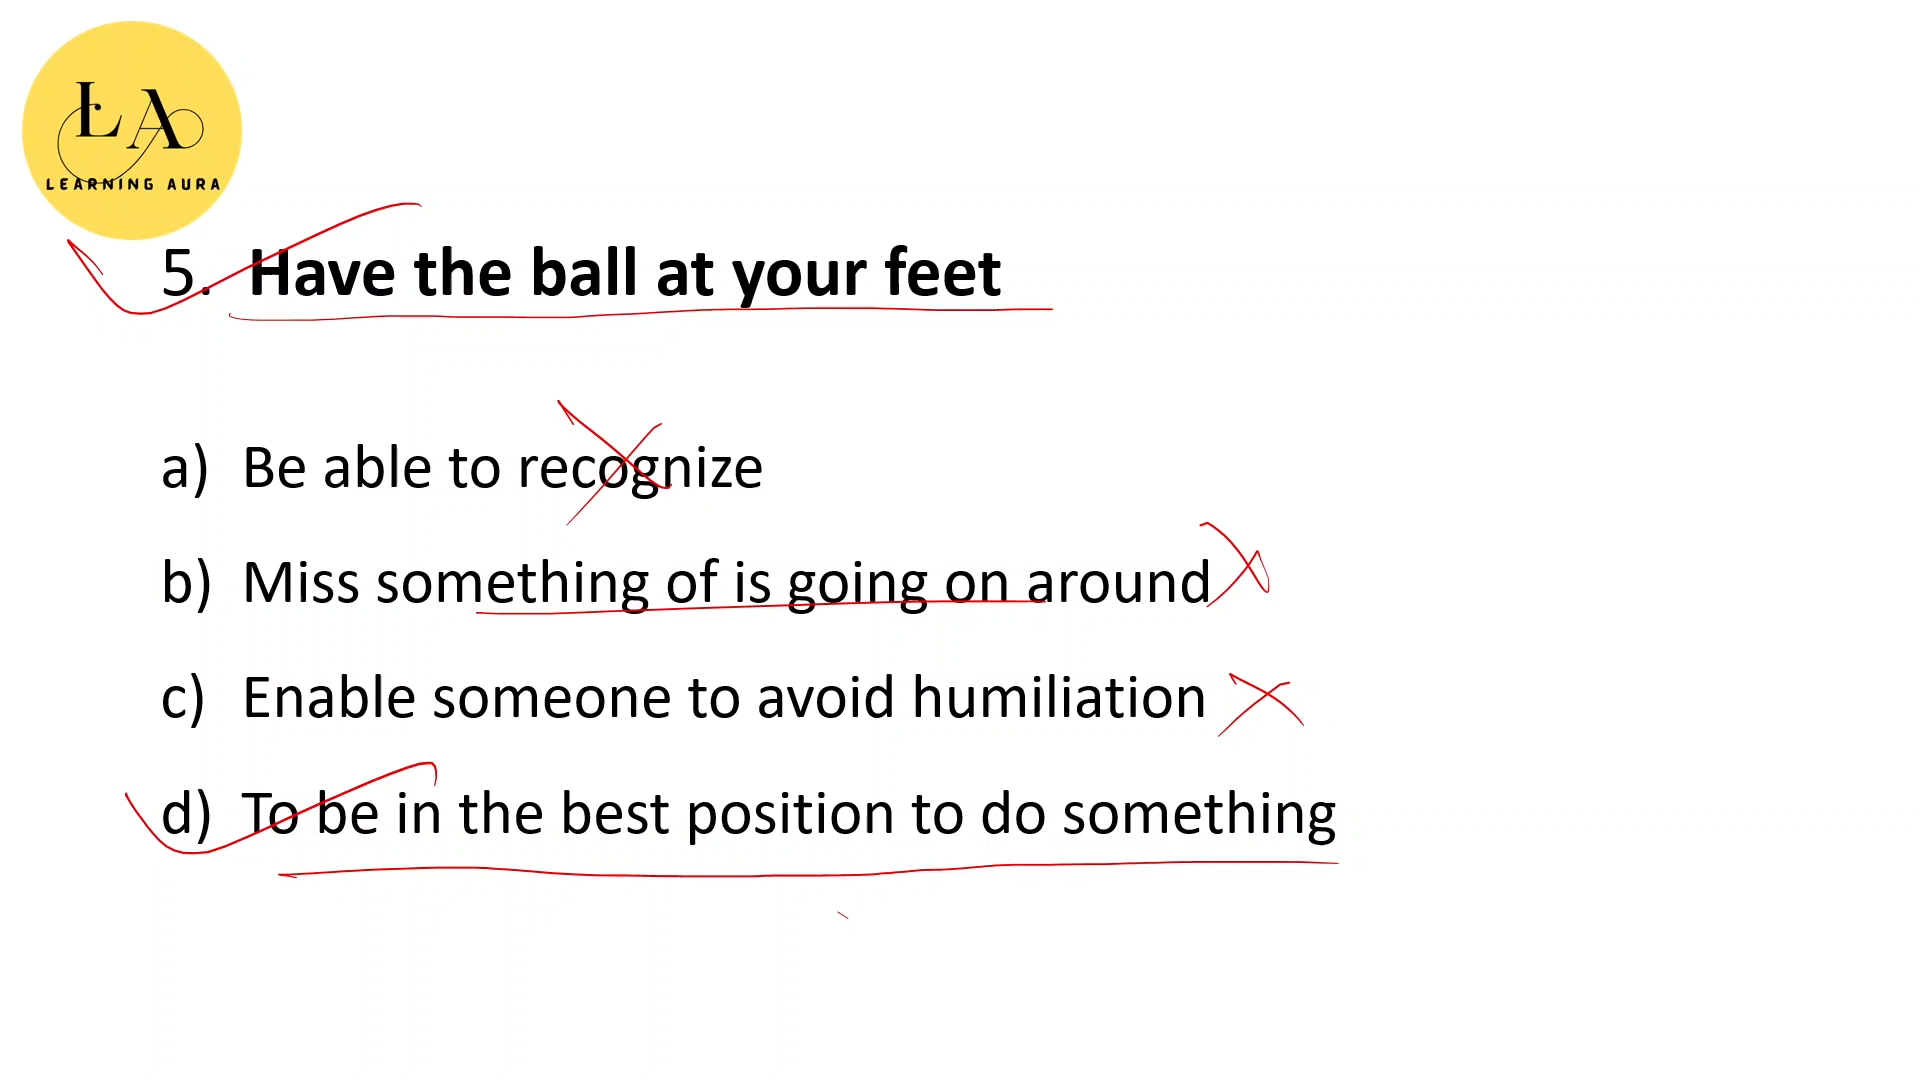 LA
LEARNING AURA
5. Have the ball at your feet
a) Be able to recognize
b) Miss something of is going on around
c) Enable someone to avoid humiliation
d) To be in the best position to do something